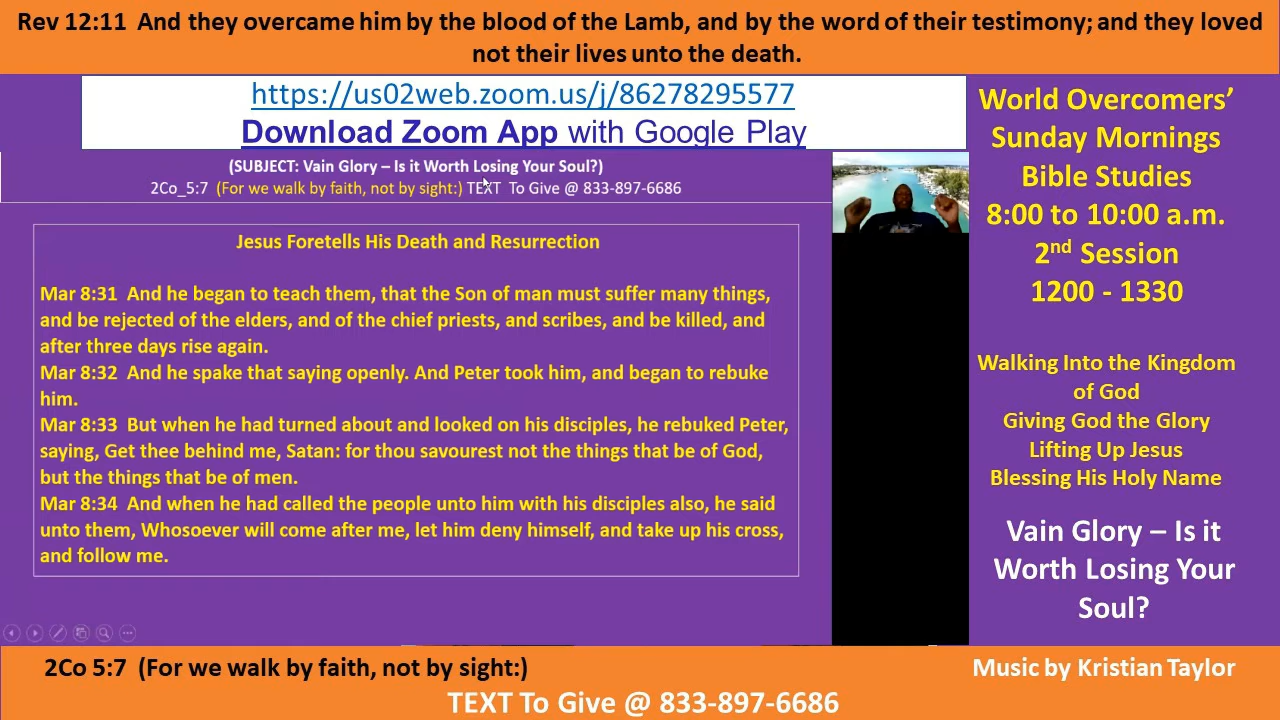 Rev 12:11  And they overcame him by the blood of the Lamb, and by the word of their testimony; and they loved
not their lives unto the death.
https://us02web.zoom.us/j/86278295577
Download Zoom App with Google Play
(SUBJECT: Vain Glory – Is it Worth Losing Your Soul?)
2Co_5:7  (For we walk by faith, not by sight:) TEXT  To Give @ 833-897-6686
Jesus Foretells His Death and Resurrection
Mar 8:31  And he began to teach them, that the Son of man must suffer many things,
and be rejected of the elders, and of the chief priests, and scribes, and be killed, and
after three days rise again.
Mar 8:32  And he spake that saying openly. And Peter took him, and began to rebuke
him.
Mar 8:33  But when he had turned about and looked on his disciples, he rebuked Peter,
saying, Get thee behind me, Satan: for thou savourest not the things that be of God,
but the things that be of men.
Mar 8:34  And when he had called the people unto him with his disciples also, he said
unto them, Whosoever will come after me, let him deny himself, and take up his cross,
and follow me.
World Overcomers’
Sunday Mornings
Bible Studies
8:00 to 10:00 a.m.
2nd Session
1200 - 1330
Walking Into the Kingdom
of God
Giving God the Glory
Lifting Up Jesus
Blessing His Holy Name
Vain Glory – Is it
Worth Losing Your
Soul?
2Co 5:7  (For we walk by faith, not by sight:)
Music by Kristian Taylor
TEXT To Give @ 833-897-6686